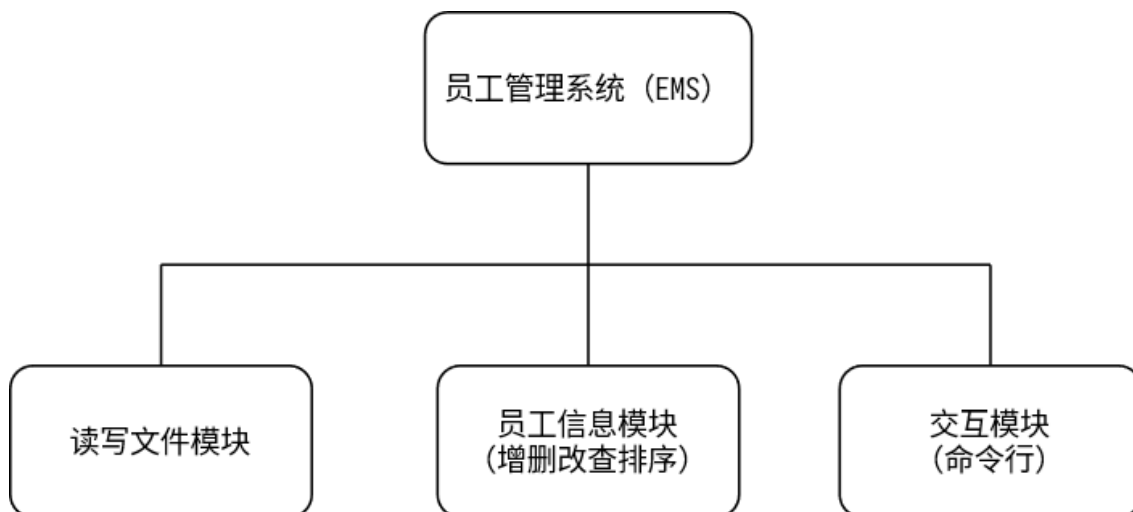 员工管理系统（EMS）
读写文件模块
员工信息模块
（增删改查排序）
交互模块
（命令行）